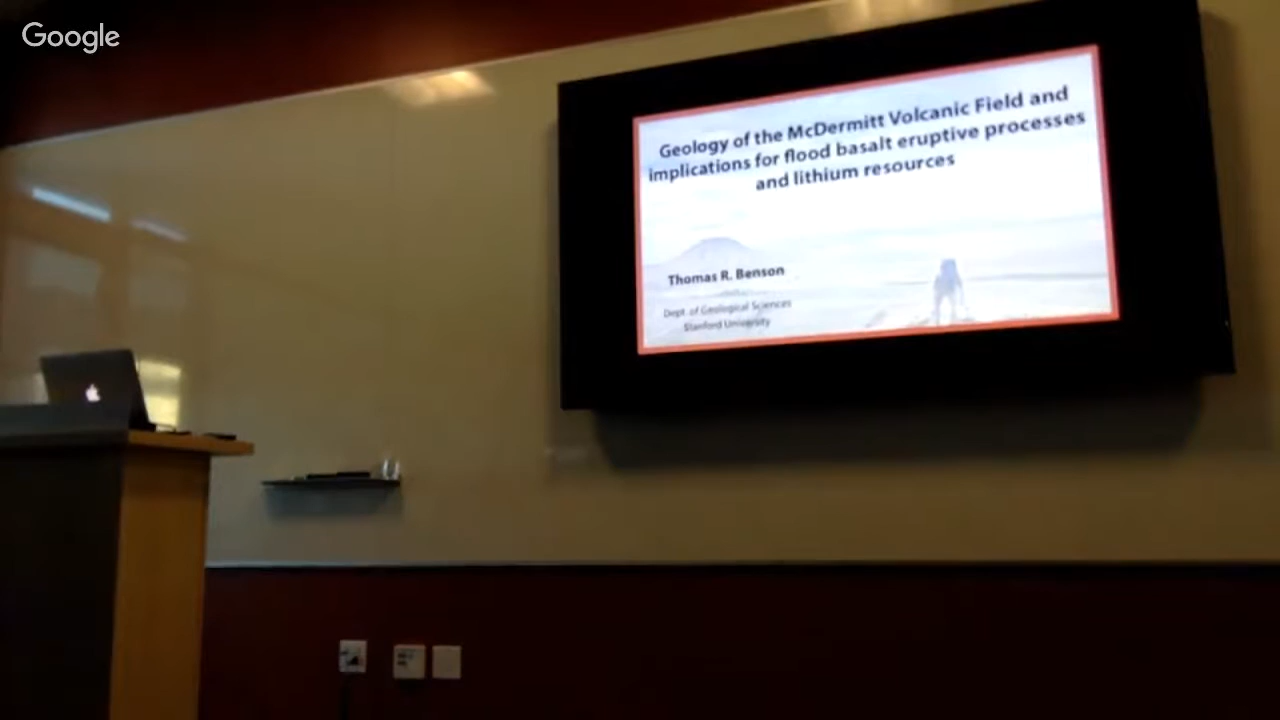 Google
Geology of the McDermitt Volcanic Field and
implications for flood basalt eruptive processes
and lithium resources
Thomas R. Benson
Dept. of Geological Sciences
Stanford University